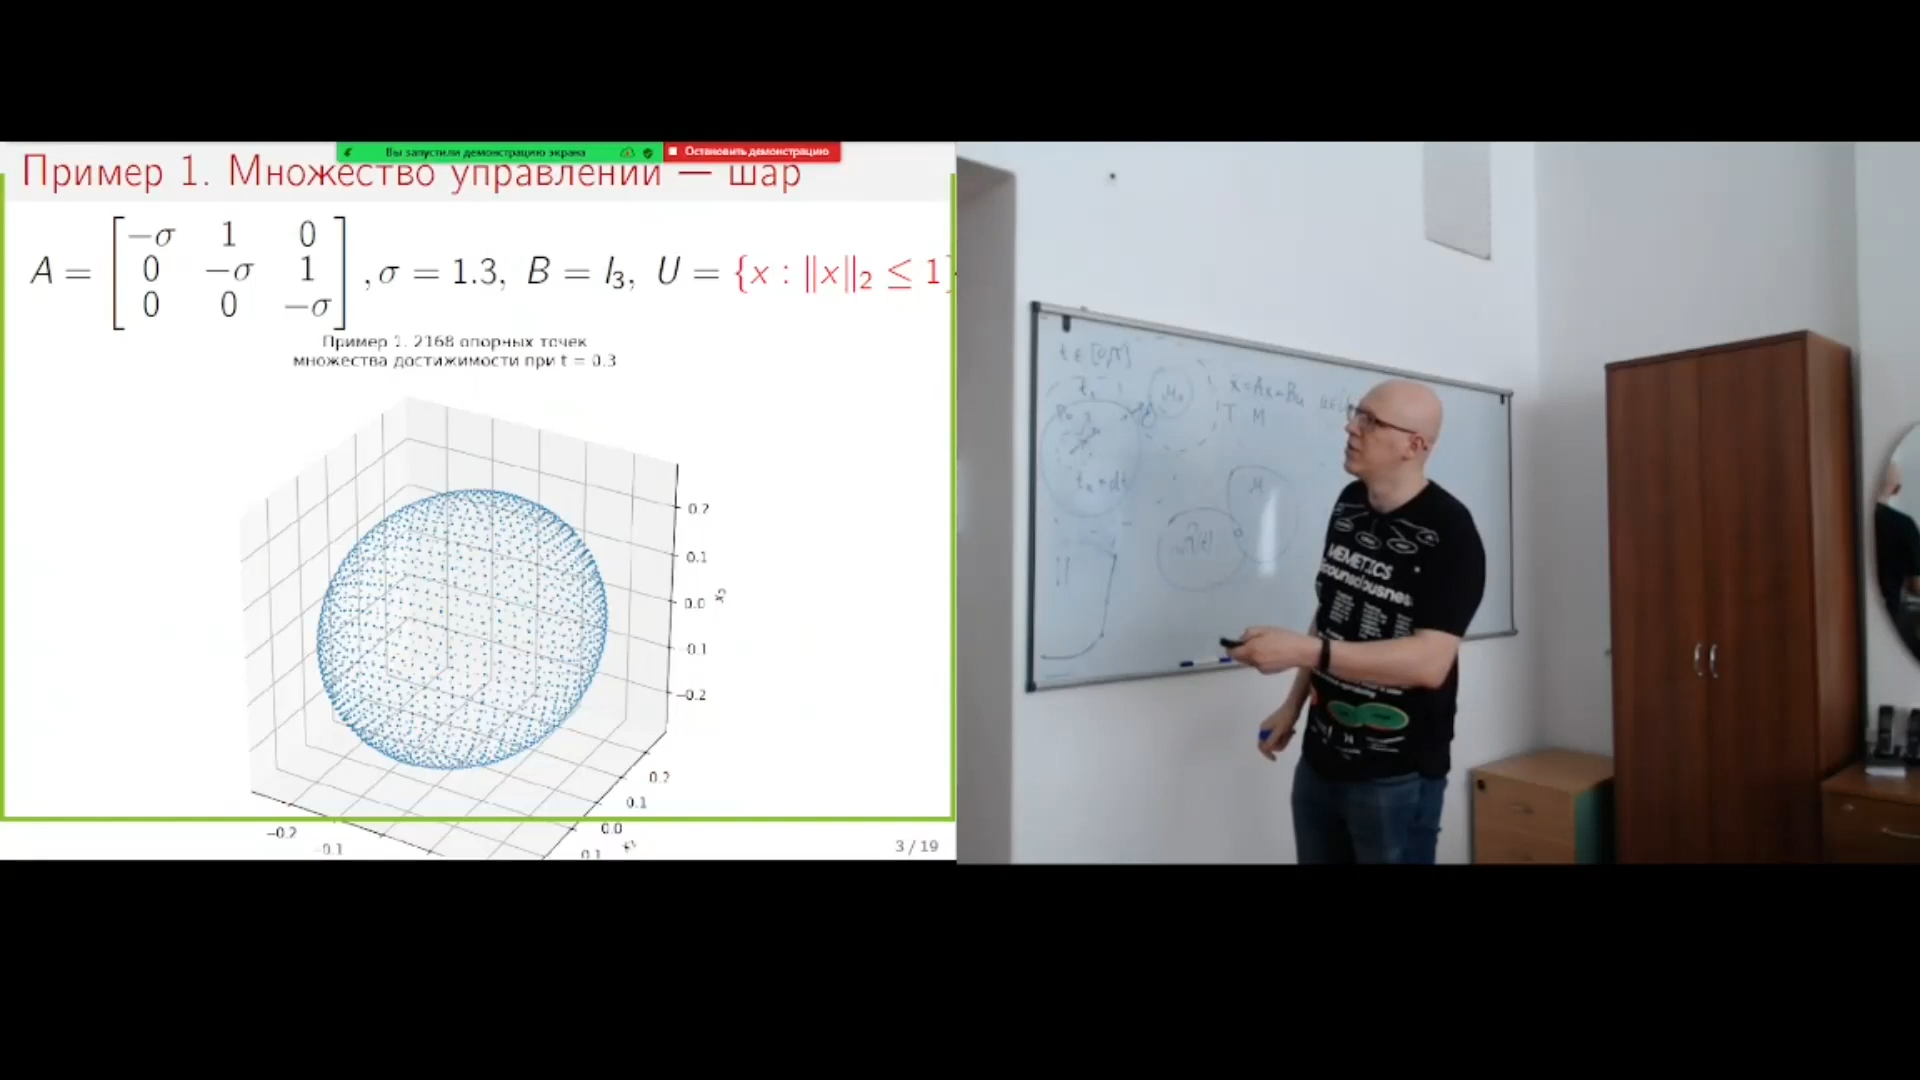 Вы запустили демонстрацию экрана
Остановить демонстрацию
Пример 1. Множество управлений — шар
A = [−σ 1 0
0 −σ 1
0 0 −σ], σ = 1.3, B = I₃, U = {x : ‖x‖₂ ≤ 1}
Пример 1. 2168 опорных точек
множества достижимости при t = 0.3
0.2
0.1
0.0
−0.1
−0.2
x₃
0.2
0.1
0.0
0.1
−0.2
−0.1
3 / 19
t ∈ [0,T]
T M
M
MEMETICS